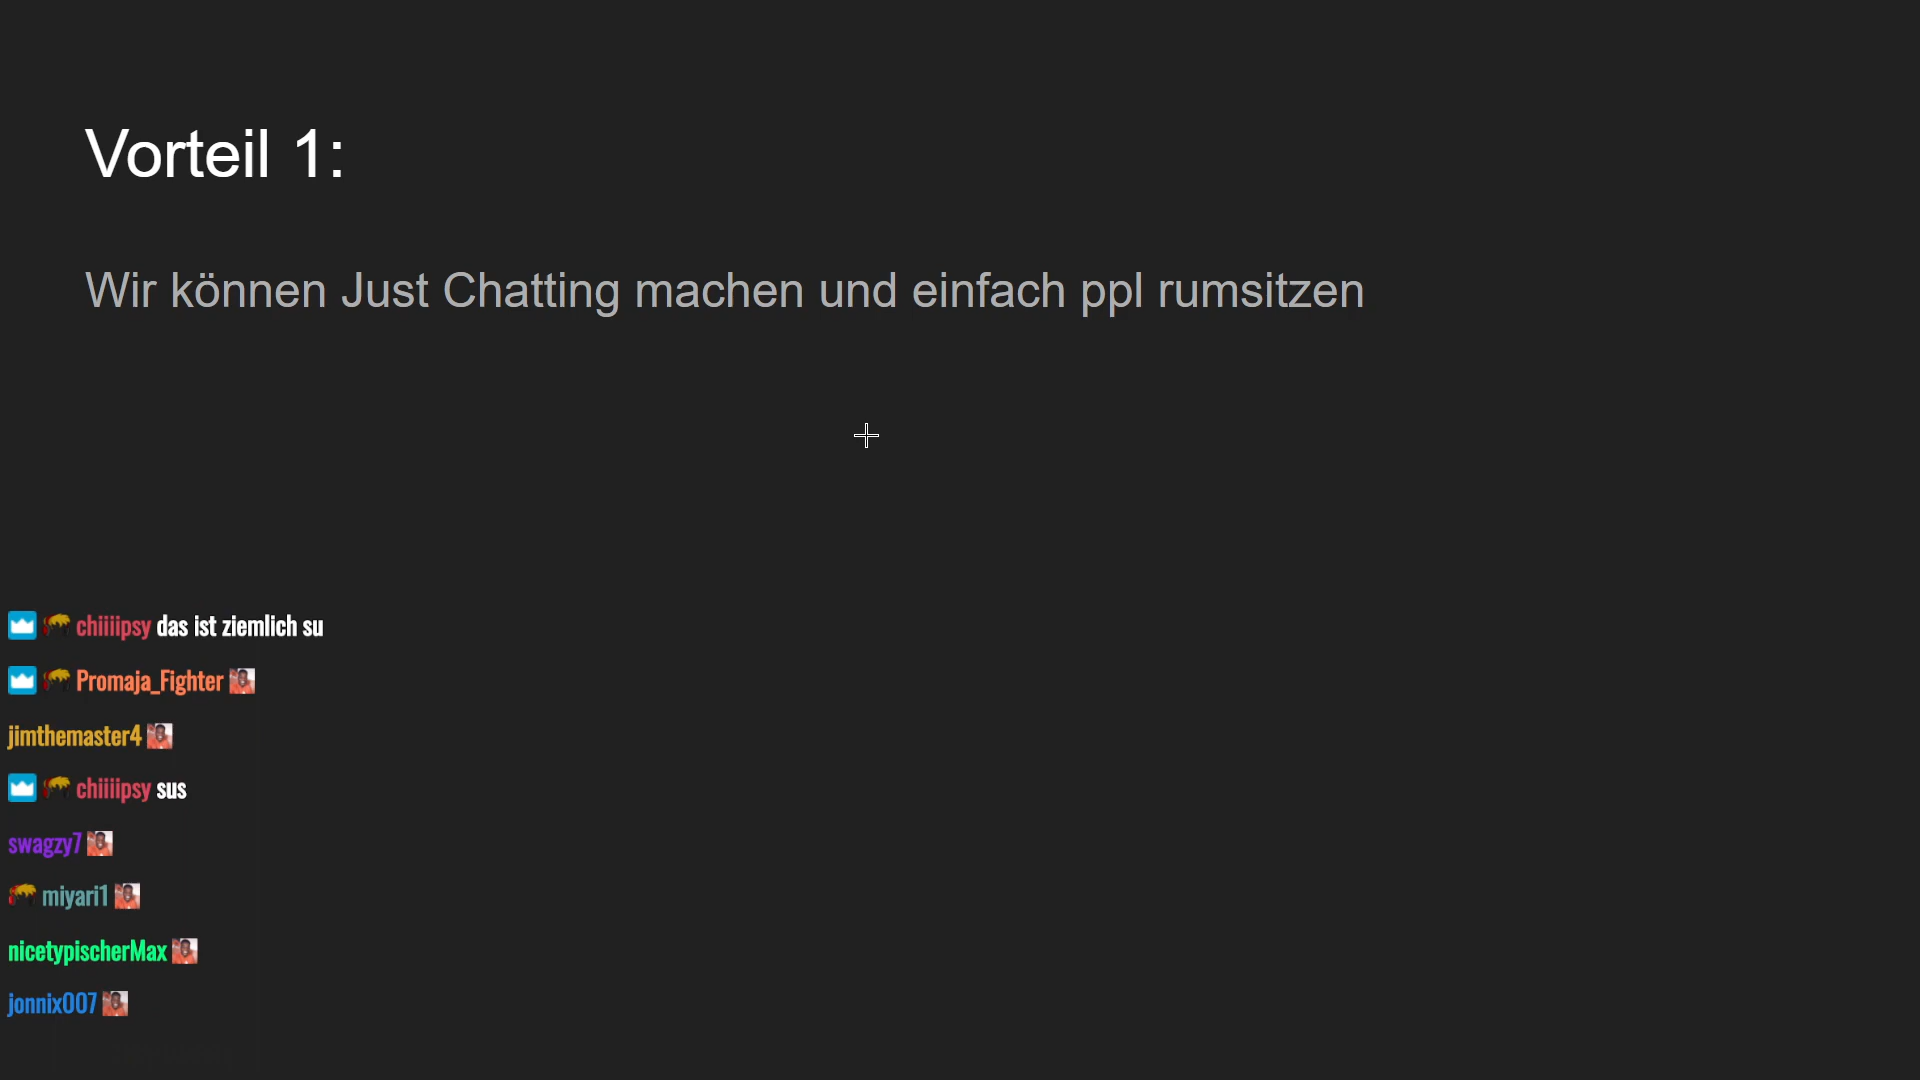 Vorteil 1:
Wir können Just Chatting machen und einfach ppl rumsitzen
chiiiipsy das ist ziemlich su
Promaja_Fighter
jimthemaster4
chiiiipsy sus
swagzy7
miyari1
nicetypischerMax
jonnix007